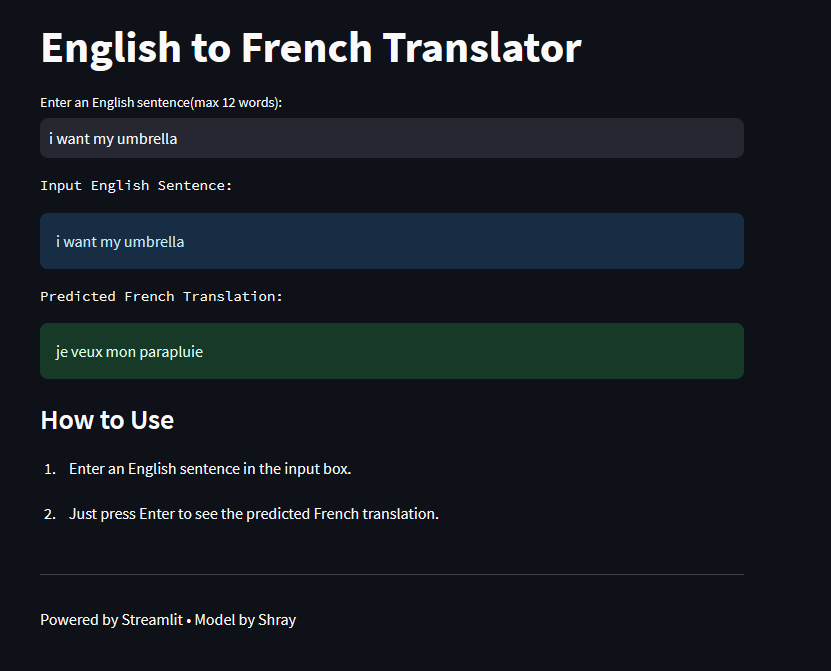 English to French Translator
Enter an English sentence(max 12 words):
i want my umbrella
Input English Sentence:
i want my umbrella
Predicted French Translation:
je veux mon parapluie
How to Use
1. Enter an English sentence in the input box.
2. Just press Enter to see the predicted French translation.
Powered by Streamlit • Model by Shray